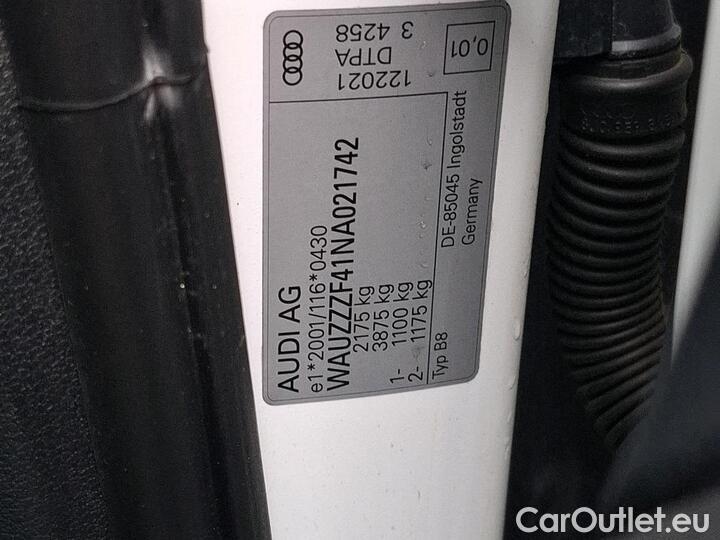 AUDI AG
e1*2001/116*0430
WAUZZZF41NA021742
2175 kg
3875 kg
1- 1100 kg
2- 1175 kg
Typ B8
DE-85045 Ingolstadt
Germany
122021
DTPA
3 4258
0,01
CarOutlet.eu